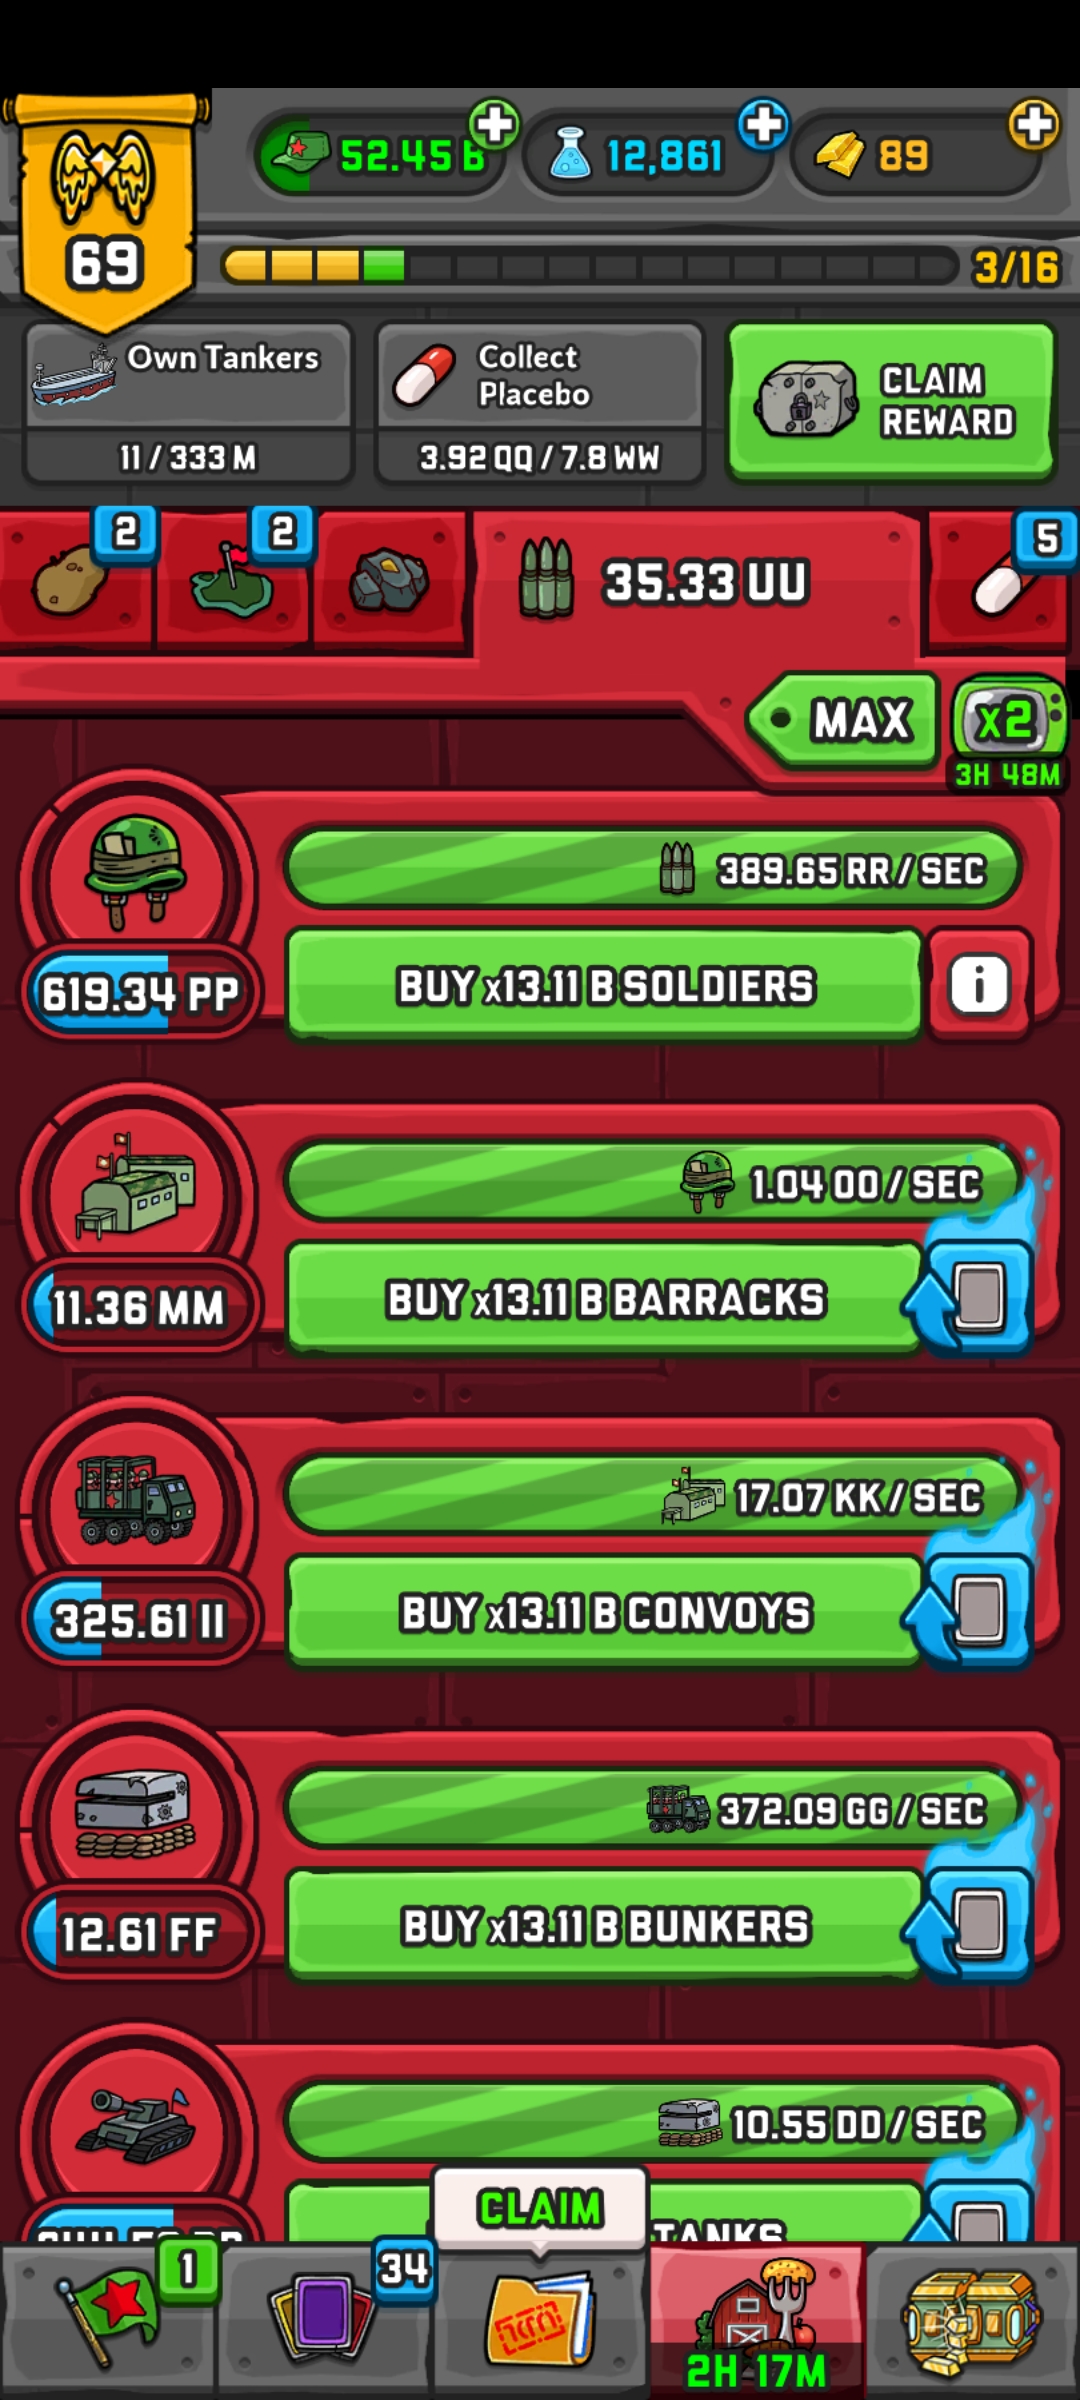 52.45 B
12,861
89
69
3/16
Own Tankers
11 / 333 M
Collect
Placebo
3.92 QQ / 7.8 WW
CLAIM
REWARD
2
2
35.33 UU
5
MAX
x2
3H 48M
389.65 RR / SEC
619.34 PP
BUY x13.11 B SOLDIERS
i
1.04 OO / SEC
11.36 MM
BUY x13.11 B BARRACKS
17.07 KK / SEC
325.61 II
BUY x13.11 B CONVOYS
372.09 GG / SEC
12.61 FF
BUY x13.11 B BUNKERS
10.55 DD / SEC
TANKS
CLAIM
1
34
2H 17M